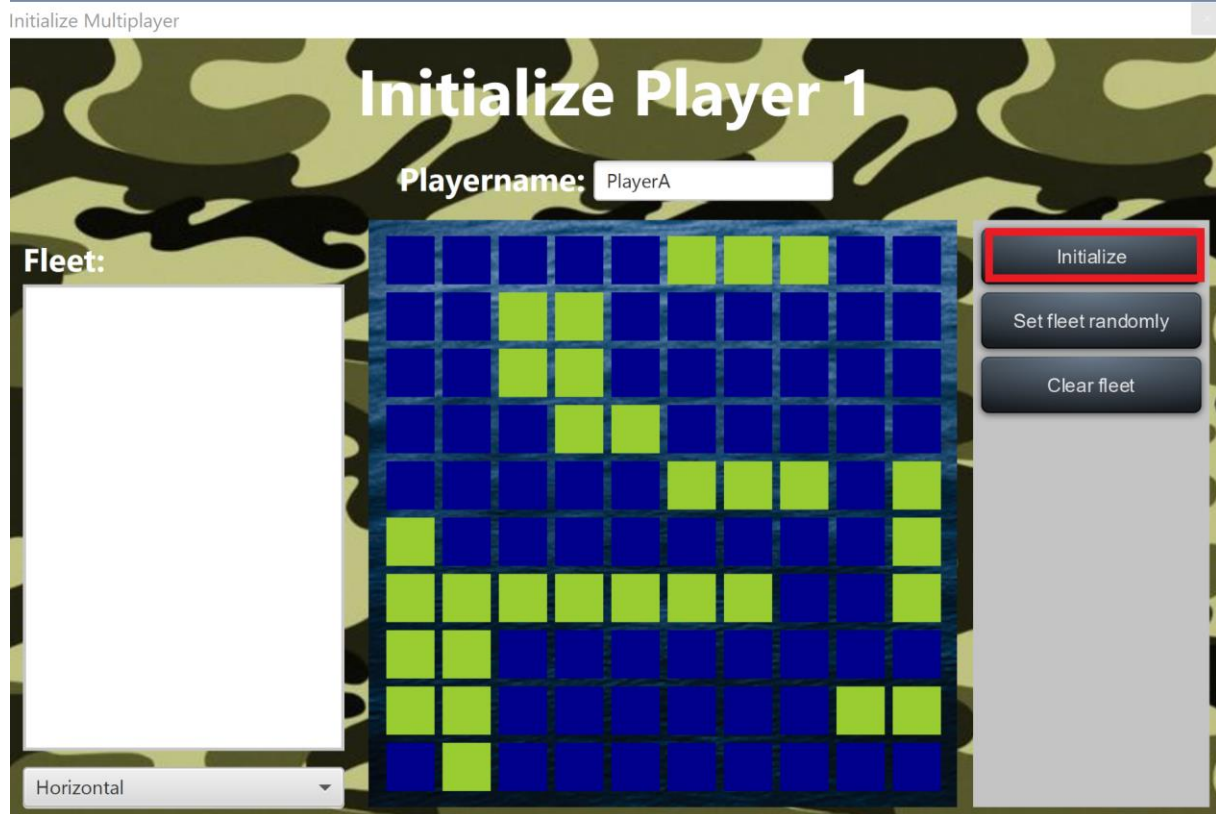 Initialize Multiplayer
Initialize Player 1
Playername: PlayerA
Fleet:
Initialize
Set fleet randomly
Clear fleet
Horizontal